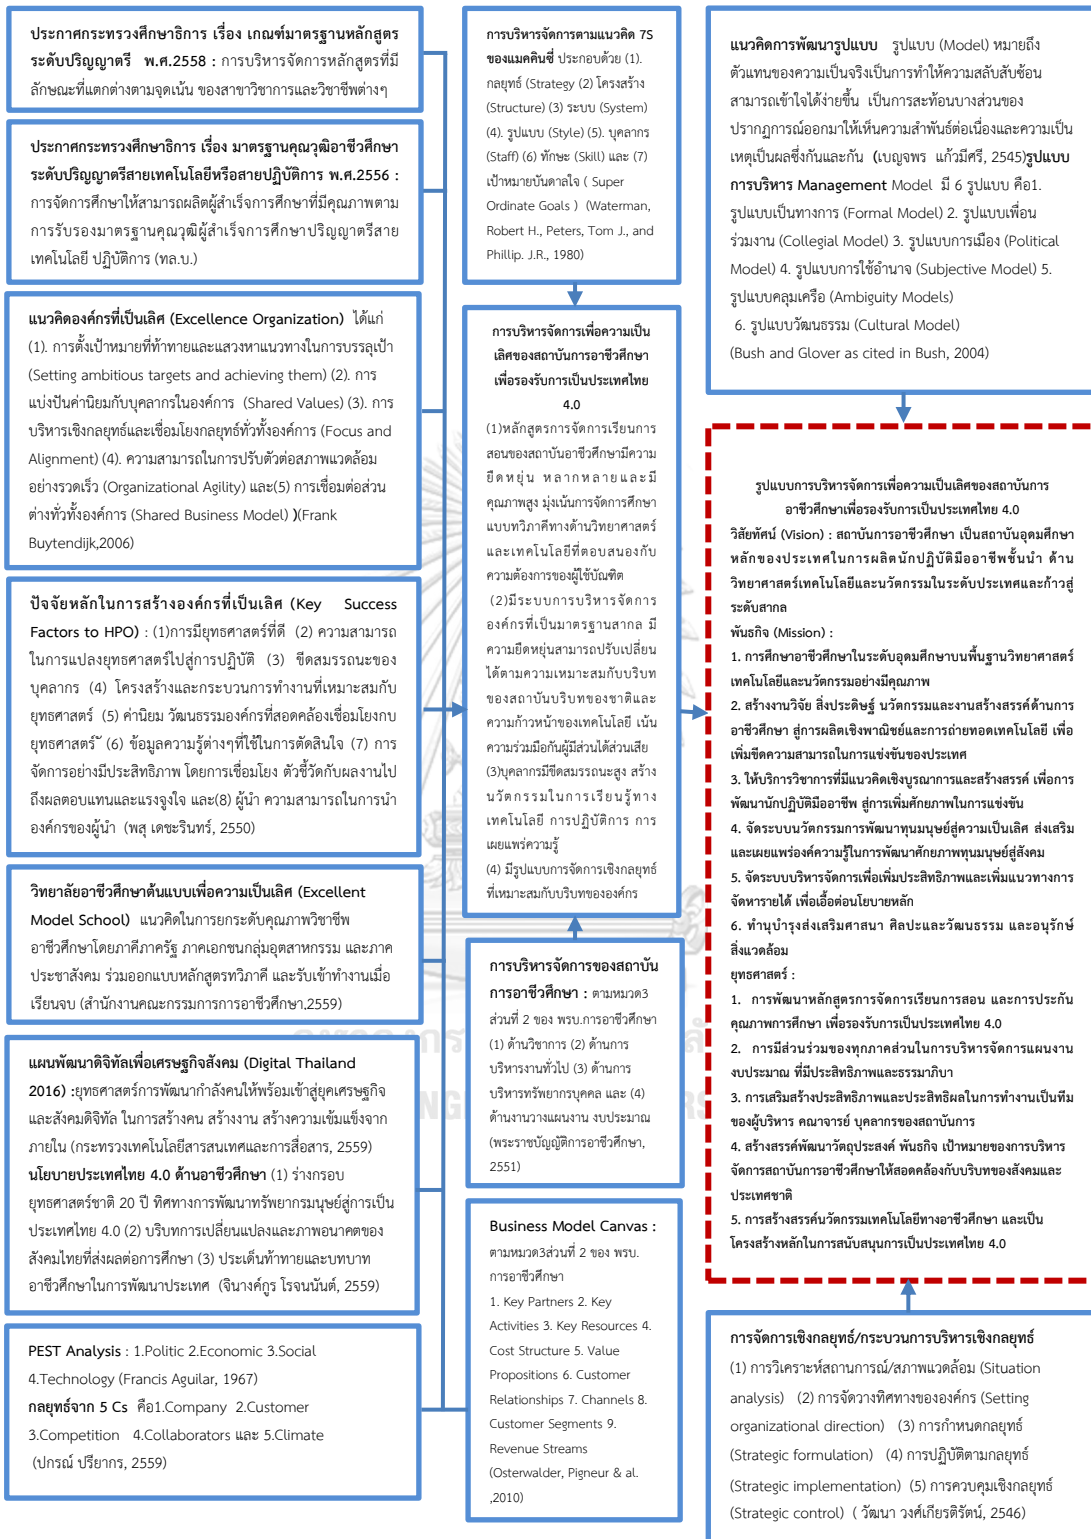 ประกาศกระทรวงศึกษาธิการ เรื่อง เกณฑ์มาตรฐานหลักสูตร
ระดับปริญญาตรี พ.ศ.2558 : การบริหารจัดการหลักสูตรที่มี
ลักษณะที่แตกต่างตามจุดเน้น ของสาขาวิชาการและวิชาชีพต่างๆ
ประกาศกระทรวงศึกษาธิการ เรื่อง มาตรฐานคุณวุฒิอาชีวศึกษา
ระดับปริญญาตรีสายเทคโนโลยีหรือสายปฏิบัติการ พ.ศ.2556 :
การจัดการศึกษาให้สามารถผลิตผู้สำเร็จการศึกษาที่มีคุณภาพตาม
การรับรองมาตรฐานคุณวุฒิผู้สำเร็จการศึกษาปริญญาตรีสาย
เทคโนโลยี ปฏิบัติการ (ทล.บ.)
แนวคิดองค์กรที่เป็นเลิศ (Excellence Organization) ได้แก่
(1). การตั้งเป้าหมายที่ท้าทายและแสวงหาแนวทางในการบรรลุเป้า
(Setting ambitious targets and achieving them) (2). การ
แบ่งปันค่านิยมกับบุคลากรในองค์การ (Shared Values) (3). การ
บริหารเชิงกลยุทธ์และเชื่อมโยงกลยุทธ์ทั่วทั้งองค์การ (Focus and
Alignment) (4). ความสามารถในการปรับตัวต่อสภาพแวดล้อม
อย่างรวดเร็ว (Organizational Agility) และ(5) การเชื่อมต่อส่วน
ต่างทั่วทั้งองค์การ (Shared Business Model) )(Frank
Buytendijk,2006)
ปัจจัยหลักในการสร้างองค์กรที่เป็นเลิศ (Key Success
Factors to HPO) : (1)การมียุทธศาสตร์ที่ดี (2) ความสามารถ
ในการแปลงยุทธศาสตร์ไปสู่การปฏิบัติ (3) ขีดสมรรถนะของ
บุคลากร (4) โครงสร้างและกระบวนการทำงานที่เหมาะสมกับ
ยุทธศาสตร์ (5) ค่านิยม วัฒนธรรมองค์กรที่สอดคล้องเชื่อมโยงกบ
ยุทธศาสตร์ ั (6) ข้อมูลความรู้ต่างๆที่ใช้ในการตัดสินใจ (7) การ
จัดการอย่างมีประสิทธิภาพ โดยการเชื่อมโยง ตัวชี้วัดกับผลงานไป
ถึงผลตอบแทนและแรงจูงใจ และ(8) ผู้นำ ความสามารถในการนำ
องค์กรของผู้นำ (พสุ เดชะรินทร์, 2550)
วิทยาลัยอาชีวศึกษาต้นแบบเพื่อความเป็นเลิศ (Excellent
Model School) แนวคิดในการยกระดับคุณภาพวิชาชีพ
อาชีวศึกษาโดยภาคีภาครัฐ ภาคเอกชนกลุ่มอุตสาหกรรม และภาค
ประชาสังคม ร่วมออกแบบหลักสูตรทวิภาคี และรับเข้าทำงานเมื่อ
เรียนจบ (สำนักงานคณะกรรมการการอาชีวศึกษา,2559)
แผนพัฒนาดิจิทัลเพื่อเศรษฐกิจสังคม (Digital Thailand
2016) :ยุทธศาสตร์การพัฒนากำลังคนให้พร้อมเข้าสู่ยุคเศรษฐกิจ
และสังคมดิจิทัล ในการสร้างคน สร้างงาน สร้างความเข้มแข็งจาก
ภายใน (กระทรวงเทคโนโลยีสารสนเทศและการสื่อสาร, 2559)
นโยบายประเทศไทย 4.0 ด้านอาชีวศึกษา (1) ร่างกรอบ
ยุทธศาสตร์ชาติ 20 ปี ทิศทางการพัฒนาทรัพยากรมนุษย์สู่การเป็น
ประเทศไทย 4.0 (2) บริบทการเปลี่ยนแปลงและภาพอนาคตของ
สังคมไทยที่ส่งผลต่อการศึกษา (3) ประเด็นท้าทายและบทบาท
อาชีวศึกษาในการพัฒนาประเทศ (จินางค์กูร โรจนนันต์, 2559)
PEST Analysis : 1.Politic 2.Economic 3.Social
4.Technology (Francis Aguilar, 1967)
กลยุทธ์จาก 5 Cs คือ1.Company 2.Customer
3.Competition 4.Collaborators และ 5.Climate
(ปกรณ์ ปรียากร, 2559)
การบริหารจัดการตามแนวคิด 7S
ของแมคคินซี่ ประกอบด้วย (1).
กลยุทธ์ (Strategy (2) โครงสร้าง
(Structure) (3) ระบบ (System)
(4). รูปแบบ (Style) (5). บุคลากร
(Staff) (6) ทักษะ (Skill) และ (7)
เป้าหมายบันดาลใจ ( Super
Ordinate Goals ) (Waterman,
Robert H., Peters, Tom J., and
Phillip. J.R., 1980)
การบริหารจัดการเพื่อความเป็น
เลิศของสถาบันการอาชีวศึกษา
เพื่อรองรับการเป็นประเทศไทย
4.0
(1)หลักสูตรการจัดการเรียนการ
สอนของสถาบันอาชีวศึกษามีความ
ยืดหยุ่น หลากหลายและมี
คุณภาพสูง มุ่งเน้นการจัดการศึกษา
แบบทวิภาคีทางด้านวิทยาศาสตร์
และเทคโนโลยีที่ตอบสนองกับ
ความต้องการของผู้ใช้บัณฑิต
(2)มีระบบการบริหารจัดการ
องค์กรที่เป็นมาตรฐานสากล มี
ความยืดหยุ่นสามารถปรับเปลี่ยน
ได้ตามความเหมาะสมกับบริบท
ของสถาบันบริบทของชาติและ
ความก้าวหน้าของเทคโนโลยี เน้น
ความร่วมมือกับผู้มีส่วนได้ส่วนเสีย
(3)บุคลากรมีขีดสมรรถนะสูง สร้าง
นวัตกรรมในการเรียนรู้ทาง
เทคโนโลยี การปฏิบัติการ การ
เผยแพร่ความรู้
(4) มีรูปแบบการจัดการเชิงกลยุทธ์
ที่เหมาะสมกับบริบทขององค์กร
การบริหารจัดการของสถาบัน
การอาชีวศึกษา : ตามหมวด3
ส่วนที่ 2 ของ พรบ.การอาชีวศึกษา
(1) ด้านวิชาการ (2) ด้านการ
บริหารงานทั่วไป (3) ด้านการ
บริหารทรัพยากรบุคคล และ (4)
ด้านงานวางแผนงาน งบประมาณ
(พระราชบัญญัติการอาชีวศึกษา,
2551)
Business Model Canvas :
ตามหมวด3ส่วนที่ 2 ของ พรบ.
การอาชีวศึกษา
1. Key Partners 2. Key
Activities 3. Key Resources 4.
Cost Structure 5. Value
Propositions 6. Customer
Relationships 7. Channels 8.
Customer Segments 9.
Revenue Streams
(Osterwalder, Pigneur & al.
,2010)
แนวคิดการพัฒนารูปแบบ รูปแบบ (Model) หมายถึง
ตัวแทนของความเป็นจริงเป็นการทำให้ความสลับสับซ้อน
สามารถเข้าใจได้ง่ายขึ้น เป็นการสะท้อนบางส่วนของ
ปรากฏการณ์ออกมาให้เห็นความสำพันธ์ต่อเนื่องและความเป็น
เหตุเป็นผลซึ่งกันและกัน (เบญจพร แก้วมีศรี, 2545)รูปแบบ
การบริหาร Management Model มี 6 รูปแบบ คือ1.
รูปแบบเป็นทางการ (Formal Model) 2. รูปแบบเพื่อน
ร่วมงาน (Collegial Model) 3. รูปแบบการเมือง (Political
Model) 4. รูปแบบการใช้อำนาจ (Subjective Model) 5.
รูปแบบคลุมเครือ (Ambiguity Models)
6. รูปแบบวัฒนธรรม (Cultural Model)
(Bush and Glover as cited in Bush, 2004)
รูปแบบการบริหารจัดการเพื่อความเป็นเลิศของสถาบันการ
อาชีวศึกษาเพื่อรองรับการเป็นประเทศไทย 4.0
วิสัยทัศน์ (Vision) : สถาบันการอาชีวศึกษา เป็นสถาบันอุดมศึกษา
หลักของประเทศในการผลิตนักปฏิบัติมืออาชีพชั้นนำ ด้าน
วิทยาศาสตร์เทคโนโลยีและนวัตกรรมในระดับประเทศและก้าวสู่
ระดับสากล
พันธกิจ (Mission) :
1. การศึกษาอาชีวศึกษาในระดับอุดมศึกษาบนพื้นฐานวิทยาศาสตร์
เทคโนโลยีและนวัตกรรมอย่างมีคุณภาพ
2. สร้างงานวิจัย สิ่งประดิษฐ์ นวัตกรรมและงานสร้างสรรค์ด้านการ
อาชีวศึกษา สู่การผลิตเชิงพาณิชย์และการถ่ายทอดเทคโนโลยี เพื่อ
เพิ่มขีดความสามารถในการแข่งขันของประเทศ
3. ให้บริการวิชาการที่มีแนวคิดเชิงบูรณาการและสร้างสรรค์ เพื่อการ
พัฒนานักปฏิบัติมืออาชีพ สู่การเพิ่มศักยภาพในการแข่งขัน
4. จัดระบบนวัตกรรมการพัฒนาทุนมนุษย์สู่ความเป็นเลิศ ส่งเสริม
และเผยแพร่องค์ความรู้ในการพัฒนาศักยภาพทุนมนุษย์สู่สังคม
5. จัดระบบบริหารจัดการเพื่อเพิ่มประสิทธิภาพและเพิ่มแนวทางการ
จัดหารายได้ เพื่อเอื้อต่อนโยบายหลัก
6. ทำนุบำรุงส่งเสริมศาสนา ศิลปะและวัฒนธรรม และอนุรักษ์
สิ่งแวดล้อม
ยุทธศาสตร์ :
1. การพัฒนาหลักสูตรการจัดการเรียนการสอน และการประกัน
คุณภาพการศึกษา เพื่อรองรับการเป็นประเทศไทย 4.0
2. การมีส่วนร่วมของทุกภาคส่วนในการบริหารจัดการแผนงาน
งบประมาณ ที่มีประสิทธิภาพและธรรมาภิบา
3. การเสริมสร้างประสิทธิภาพและประสิทธิผลในการทำงานเป็นทีม
ของผู้บริหาร คณาจารย์ บุคลากรของสถาบันการ
4. สร้างสรรค์พัฒนาวัตถุประสงค์ พันธกิจ เป้าหมายของการบริหาร
จัดการสถาบันการอาชีวศึกษาให้สอดคล้องกับบริบทของสังคมและ
ประเทศชาติ
5. การสร้างสรรค์นวัตกรรมเทคโนโลยีทางอาชีวศึกษา และเป็น
โครงสร้างหลักในการสนับสนุนการเป็นประเทศไทย 4.0
การจัดการเชิงกลยุทธ์/กระบวนการบริหารเชิงกลยุทธ์
(1) การวิเคราะห์สถานการณ์/สภาพแวดล้อม (Situation
analysis) (2) การจัดวางทิศทางขององค์กร (Setting
organizational direction) (3) การกำหนดกลยุทธ์
(Strategic formulation) (4) การปฏิบัติตามกลยุทธ์
(Strategic implementation) (5) การควบคุมเชิงกลยุทธ์
(Strategic control) ( วัฒนา วงศ์เกียรติรัตน์, 2546)